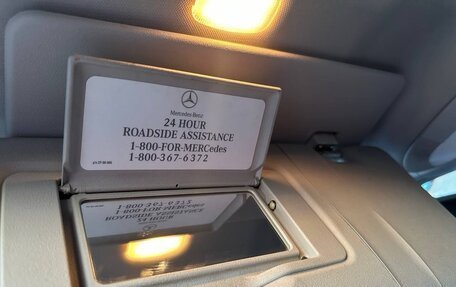 Mercedes-Benz
24 HOUR
ROADSIDE ASSISTANCE
1-800-FOR-MERCedes
1-800-367-6372